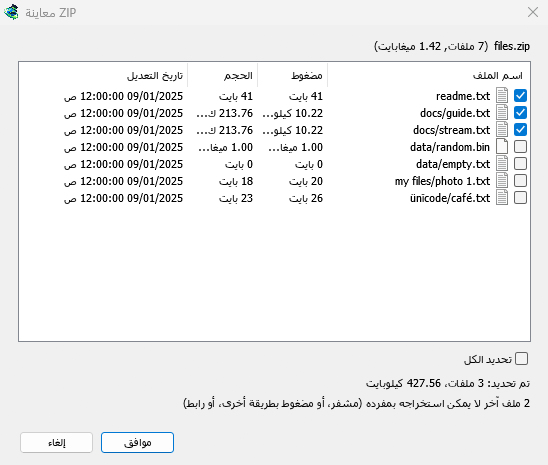 معاينة ZIP
files.zip (7 ملفات, 1.42 ميغابايت)
اسم الملف مضغوط الحجم تاريخ التعديل
readme.txt 41 بايت 41 بايت 09/01/2025 12:00:00 ص
docs/guide.txt 10.22 كيلو... 213.76 ك... 09/01/2025 12:00:00 ص
docs/stream.txt 10.22 كيلو... 213.76 ك... 09/01/2025 12:00:00 ص
data/random.bin 1.00 ميغا... 1.00 ميغا... 09/01/2025 12:00:00 ص
data/empty.txt 0 بايت 0 بايت 09/01/2025 12:00:00 ص
my files/photo 1.txt 20 بايت 18 بايت 09/01/2025 12:00:00 ص
unicode/café.txt 26 بايت 23 بايت 09/01/2025 12:00:00 ص
تحديد الكل
تم تحديد: 3 ملفات، 427.56 كيلوبايت
2 ملف آخر لا يمكن استخراجه بمفرده (مشفر، أو مضغوط بطريقة أخرى، أو رابط)
موافق
إلغاء